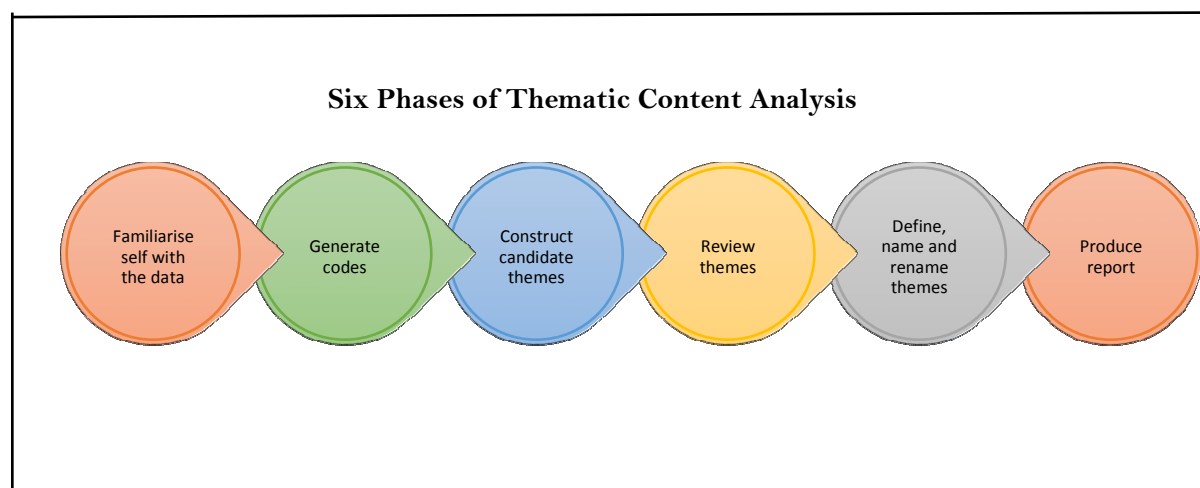 Six Phases of Thematic Content Analysis
Familiarise
self with
the data
Generate
codes
Construct
candidate
themes
Review
themes
Define,
name and
rename
themes
Produce
report